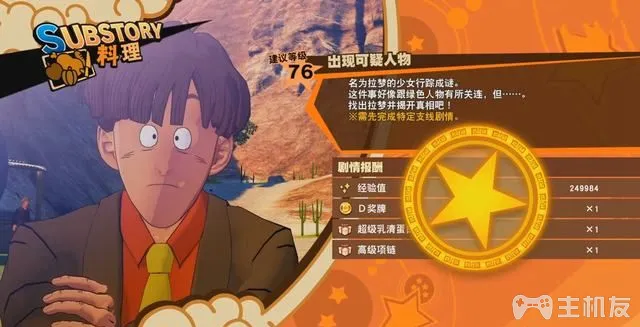 SUBSTORY
料理
建议等级
76
出现可疑人物
名为拉梦的少女行踪成谜。
这件事好像跟绿色人物有所关连，但……。
找出拉梦并揭开真相吧！
※需先完成特定支线剧情。
剧情报酬
经验值
249984
D奖牌
×1
超级乳清蛋
×1
高级项链
×1
主机友